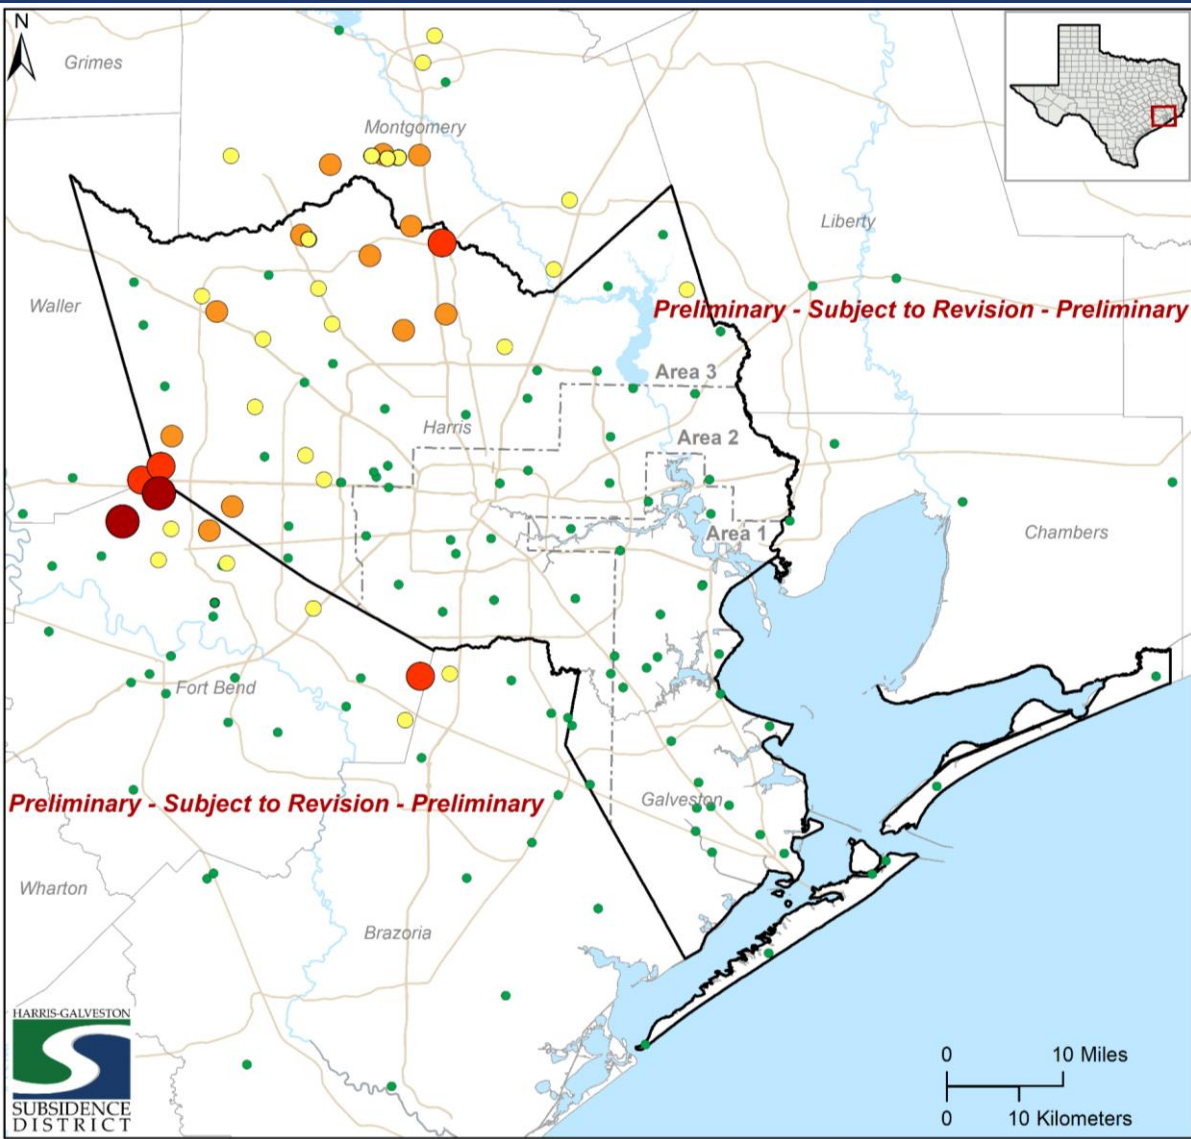 N
Grimes
Montgomery
Liberty
Waller
Preliminary - Subject to Revision - Preliminary
Area 3
Harris
Area 2
Area 1
Chambers
Fort Bend
Preliminary - Subject to Revision - Preliminary
Galveston
Wharton
Brazoria
HARRIS-GALVESTON
SUBSIDENCE
DISTRICT
0 10 Miles
0 10 Kilometers